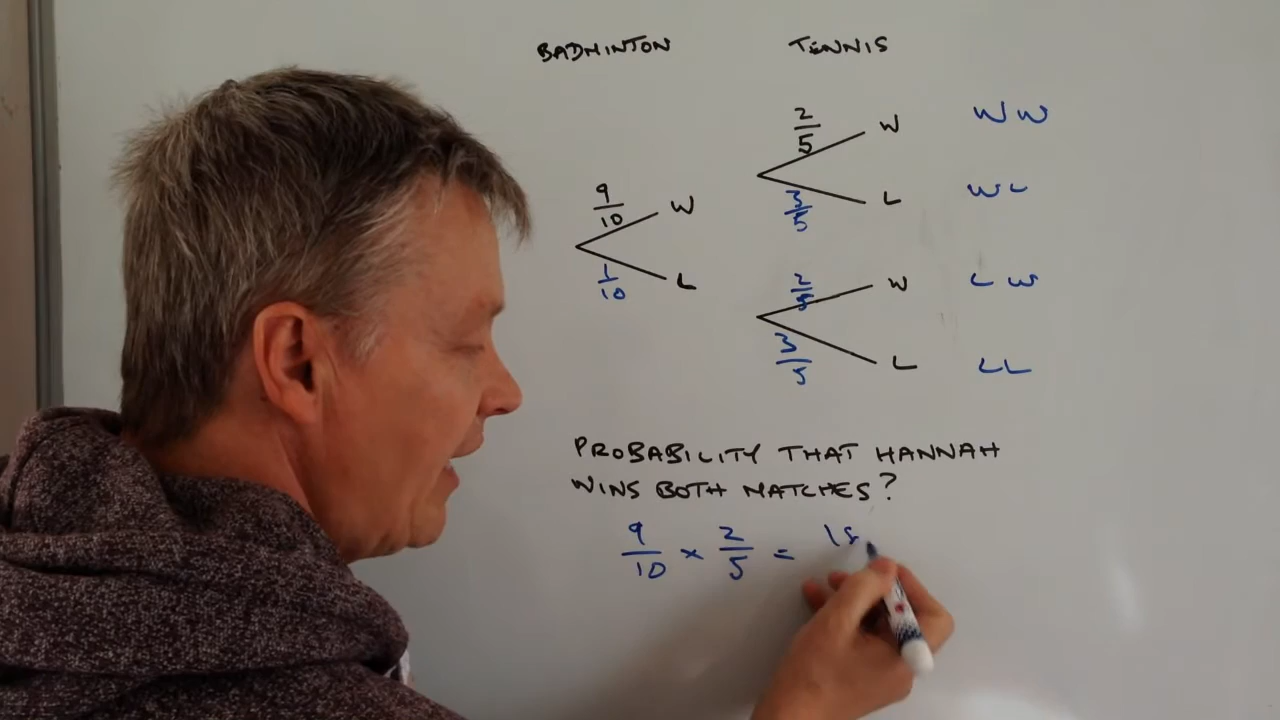 BADMINTON TENNIS
2/5 W WW
9/10 W 3/5 L WL
1/10 L 2/5 W LW
3/5 L LL
PROBABILITY THAT HANNAH
WINS BOTH MATCHES?
9/10 × 2/5 = 18